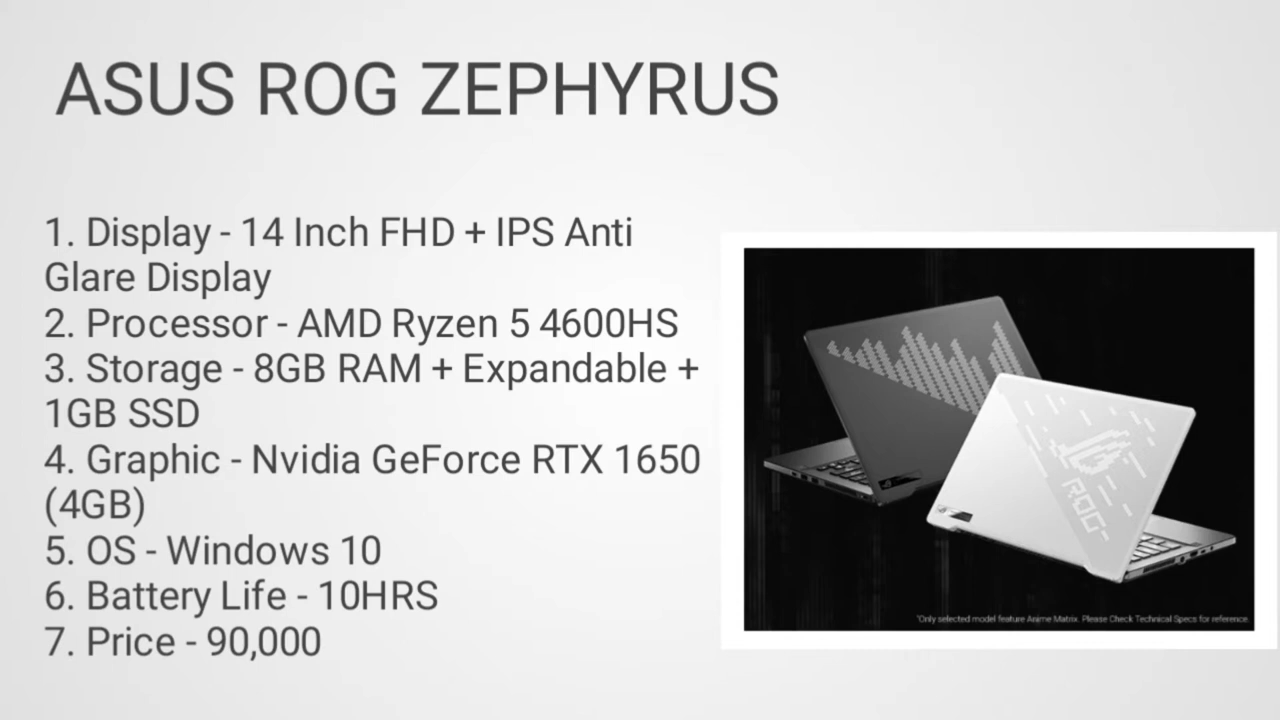 ASUS ROG ZEPHYRUS
1. Display - 14 Inch FHD + IPS Anti
Glare Display
2. Processor - AMD Ryzen 5 4600HS
3. Storage - 8GB RAM + Expandable +
1GB SSD
4. Graphic - Nvidia GeForce RTX 1650
(4GB)
5. OS - Windows 10
6. Battery Life - 10HRS
7. Price - 90,000
ROG
*Only selected model feature Anime Matrix. Please Check Technical Specs for reference.